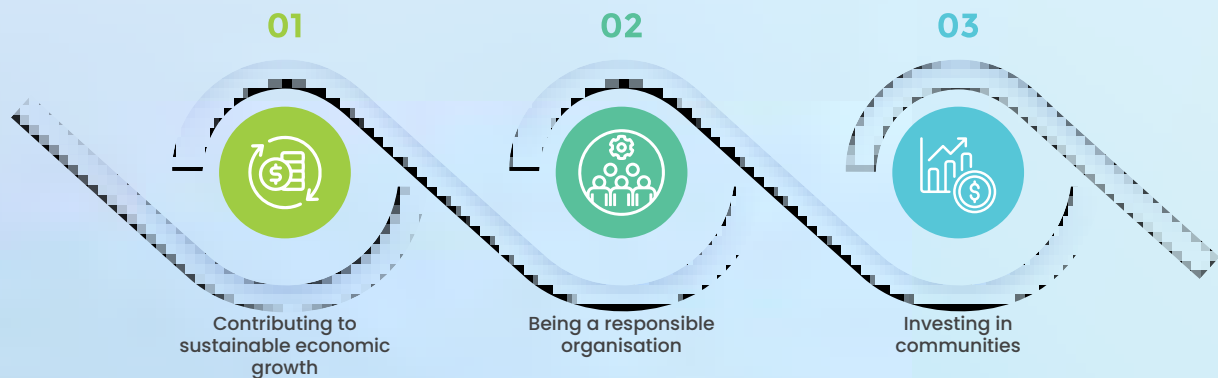 01
02
03
Contributing to
sustainable economic
growth
Being a responsible
organisation
Investing in
communities